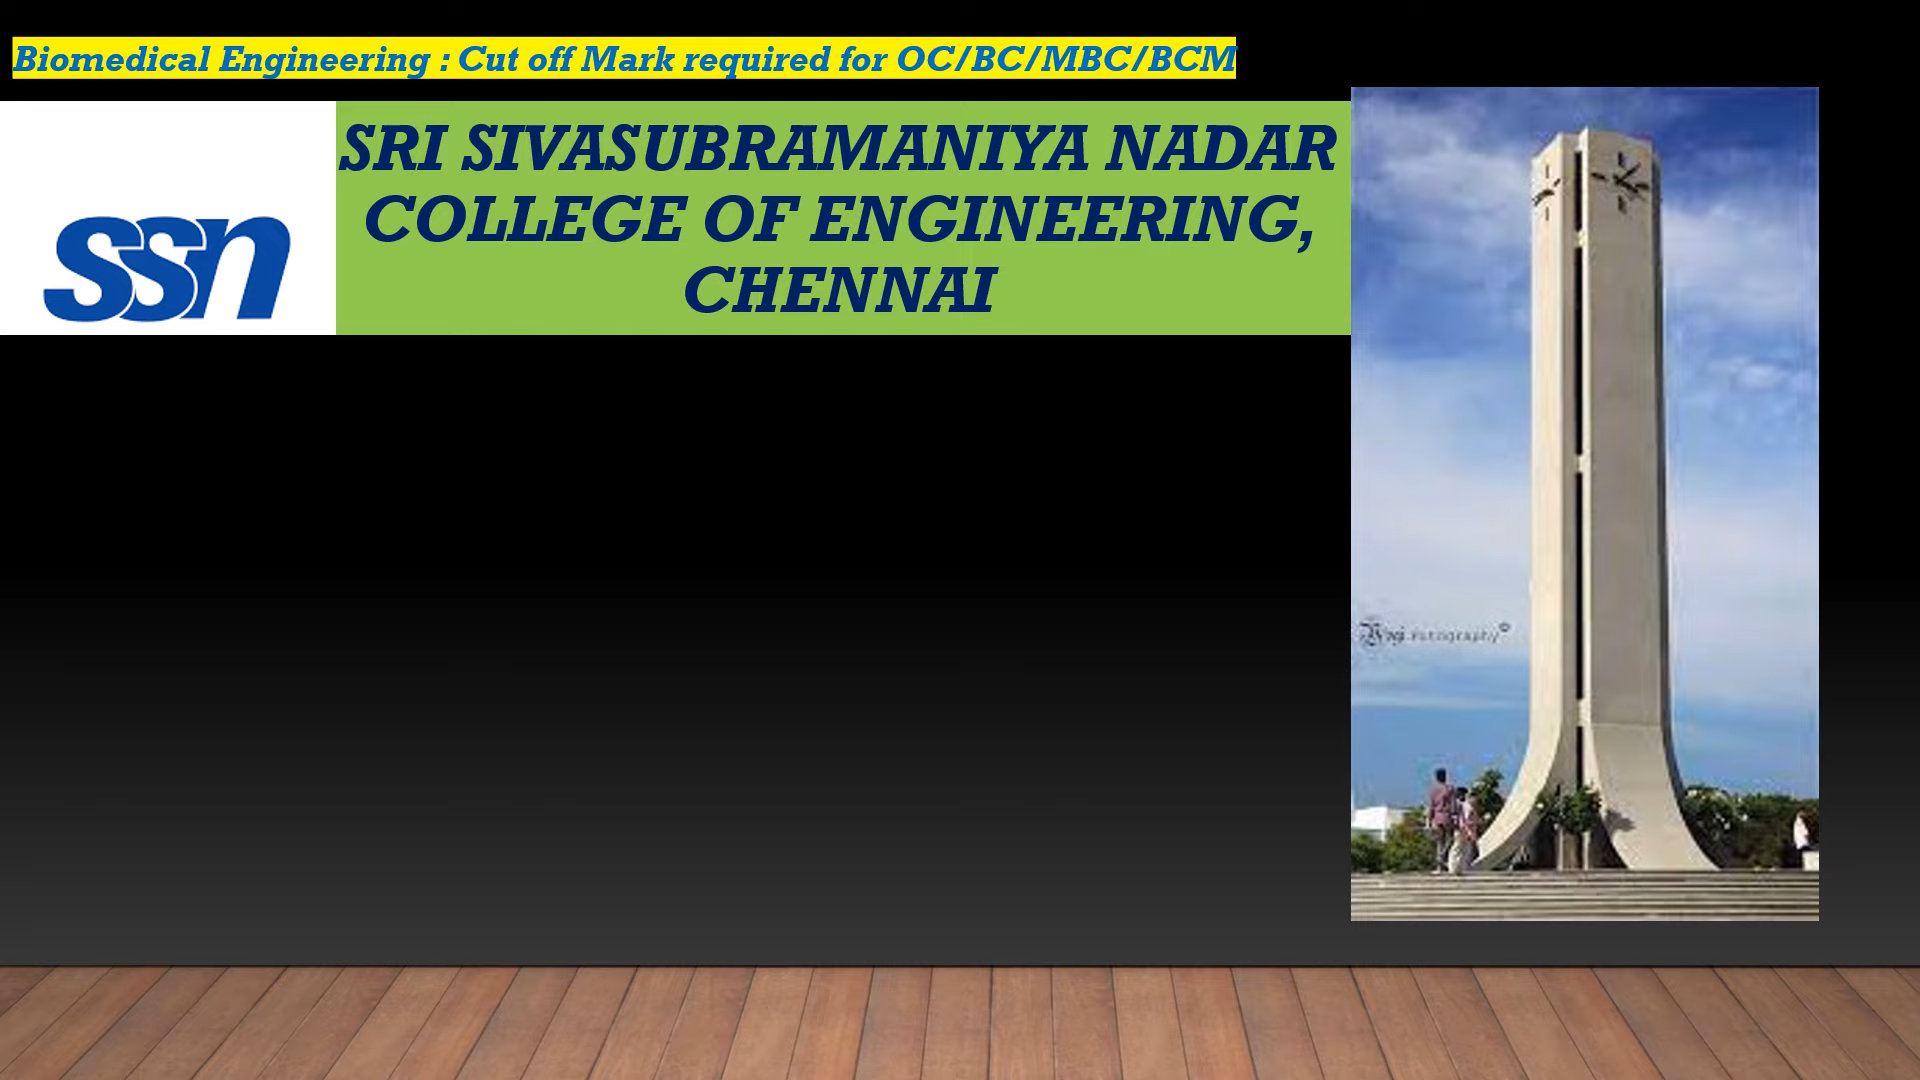 Biomedical Engineering : Cut off Mark required for OC/BC/MBC/BCM
ssn
SRI SIVASUBRAMANIYA NADAR
COLLEGE OF ENGINEERING,
CHENNAI